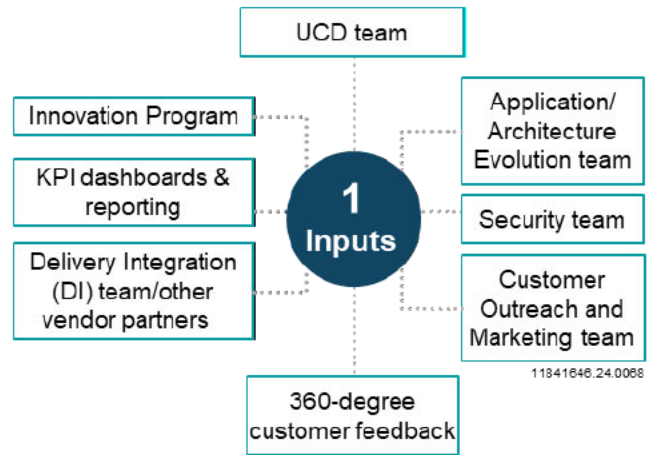 UCD team
Innovation Program
KPI dashboards &
reporting
Delivery Integration
(DI) team/other
vendor partners
1
Inputs
Application/
Architecture
Evolution team
Security team
Customer
Outreach and
Marketing team
11841646.24.0068
360-degree
customer feedback